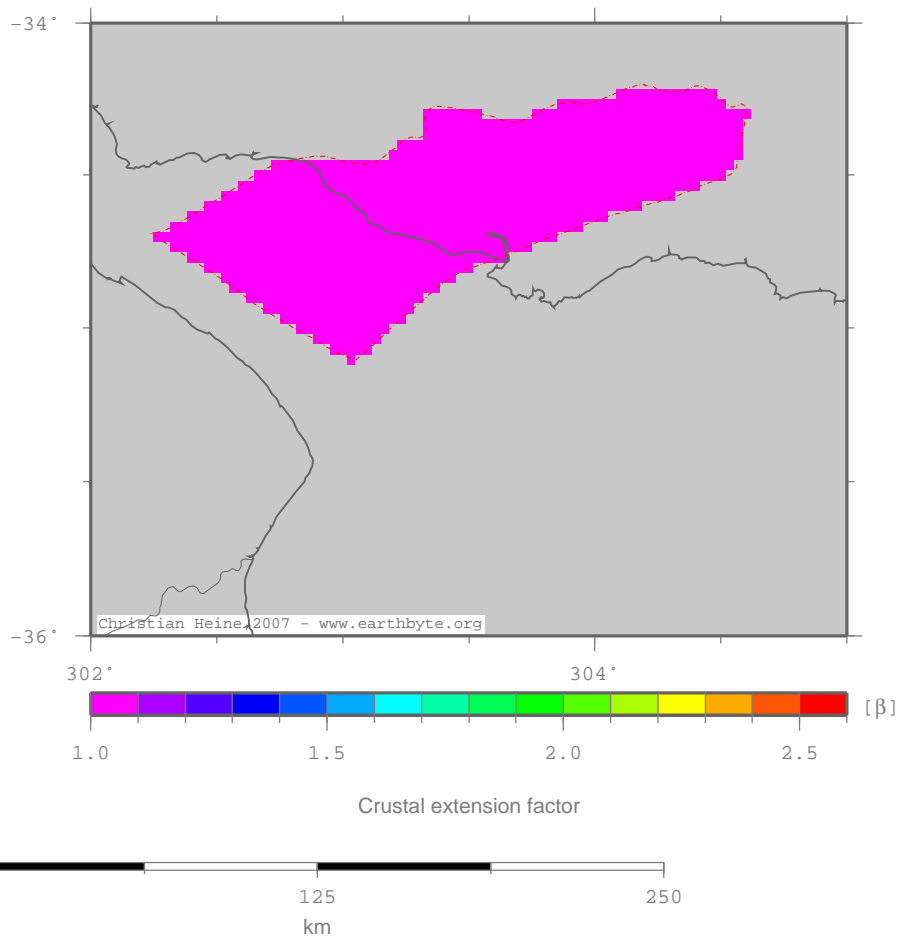 −34°
Christian Heine 2007 − www.earthbyte.org
−36°
302° 304°
[β]
1.0 1.5 2.0 2.5
Crustal extension factor
125 250
km